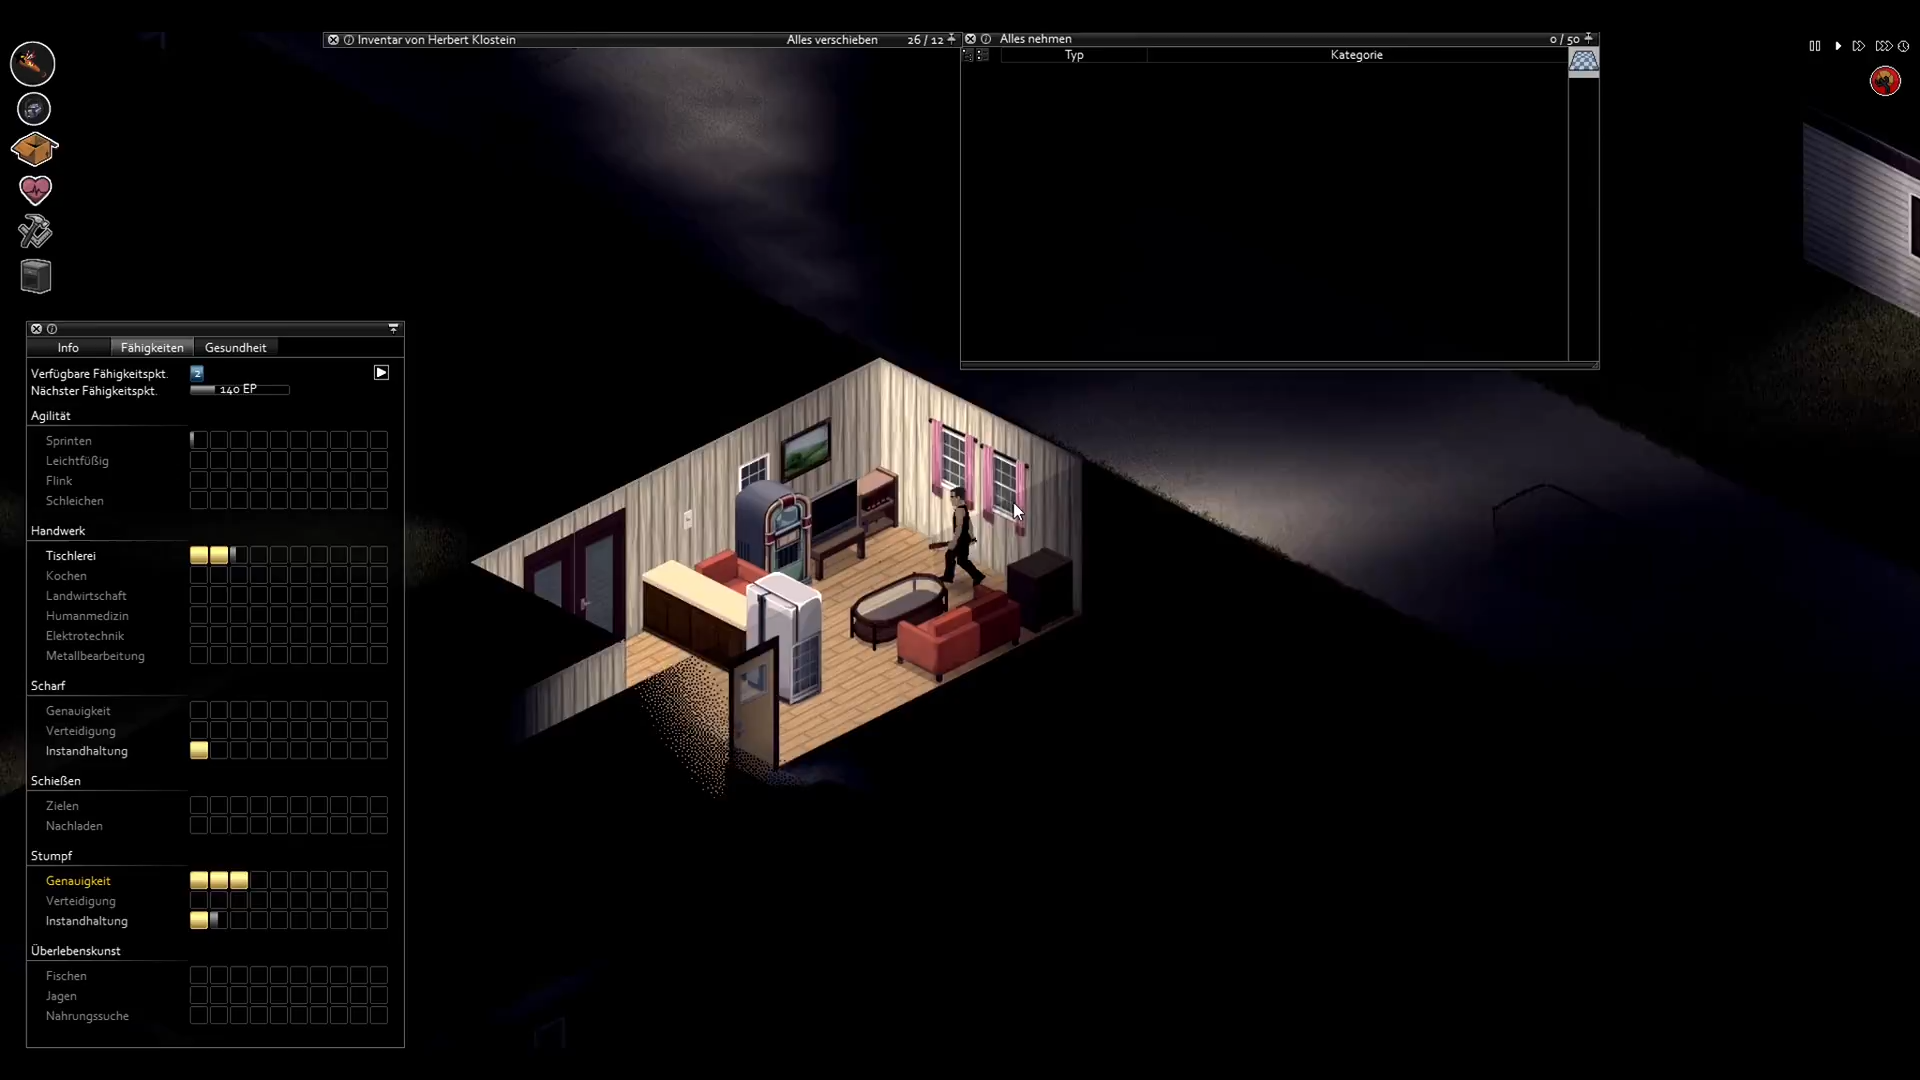 Inventar von Herbert Klostein Alles verschieben 26 / 12
Alles nehmen 0 / 50
Typ Kategorie
Info Fähigkeiten Gesundheit
Verfügbare Fähigkeitspkt. 2
Nächster Fähigkeitspkt. 140 EP
Agilität
Sprinten
Leichtfüßig
Flink
Schleichen
Handwerk
Tischlerei
Kochen
Landwirtschaft
Humanmedizin
Elektrotechnik
Metallbearbeitung
Scharf
Genauigkeit
Verteidigung
Instandhaltung
Schießen
Zielen
Nachladen
Stumpf
Genauigkeit
Verteidigung
Instandhaltung
Überlebenskunst
Fischen
Jagen
Nahrungssuche